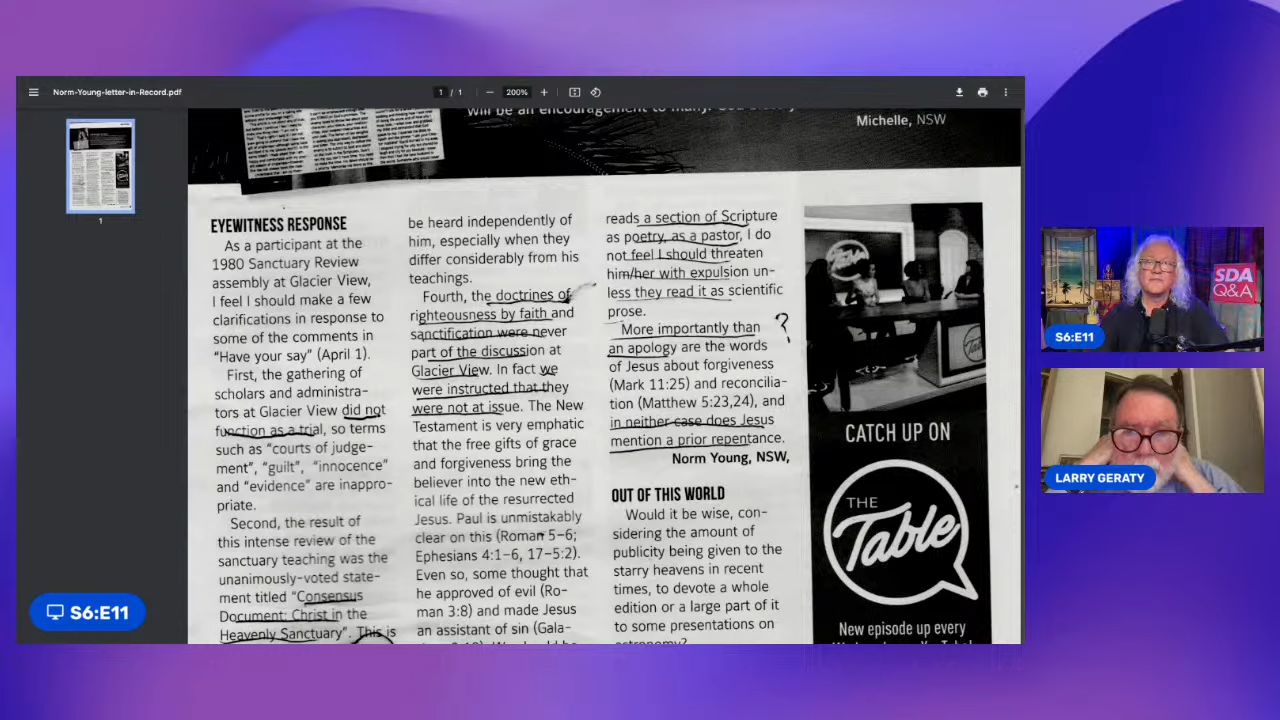 Norm-Young-letter-in-Record.pdf
1 / 1
200%
1
will be an encouragement to many.
Michelle, NSW
EYEWITNESS RESPONSE
As a participant at the
1980 Sanctuary Review
assembly at Glacier View,
I feel I should make a few
clarifications in response to
some of the comments in
“Have your say” (April 1).
First, the gathering of
scholars and administra-
tors at Glacier View did not
function as a trial, so terms
such as “courts of judge-
ment”, “guilt”, “innocence”
and “evidence” are inappro-
priate.
Second, the result of
this intense review of the
sanctuary teaching was the
unanimously-voted state-
ment titled “Consensus
Document: Christ in the
Heavenly Sanctuary”. This is
be heard independently of
him, especially when they
differ considerably from his
teachings.
Fourth, the doctrines of
righteousness by faith and
sanctification were never
part of the discussion at
Glacier View. In fact we
were instructed that they
were not at issue. The New
Testament is very emphatic
that the free gifts of grace
and forgiveness bring the
believer into the new eth-
ical life of the resurrected
Jesus. Paul is unmistakably
clear on this (Roman 5–6;
Ephesians 4:1–6, 17–5:2).
Even so, some thought that
he approved of evil (Ro-
man 3:8) and made Jesus
an assistant of sin (Gala-
reads a section of Scripture
as poetry, as a pastor, I do
not feel I should threaten
him/her with expulsion un-
less they read it as scientific
prose.
More importantly than
an apology are the words
of Jesus about forgiveness
(Mark 11:25) and reconcilia-
tion (Matthew 5:23,24), and
in neither case does Jesus
mention a prior repentance.
Norm Young, NSW,
?
OUT OF THIS WORLD
Would it be wise, con-
sidering the amount of
publicity being given to the
starry heavens in recent
times, to devote a whole
edition or a large part of it
to some presentations on
astronomy?
CATCH UP ON
THE
Table
New episode up every
SDA
Q&A
S6:E11
LARRY GERATY
S6:E11